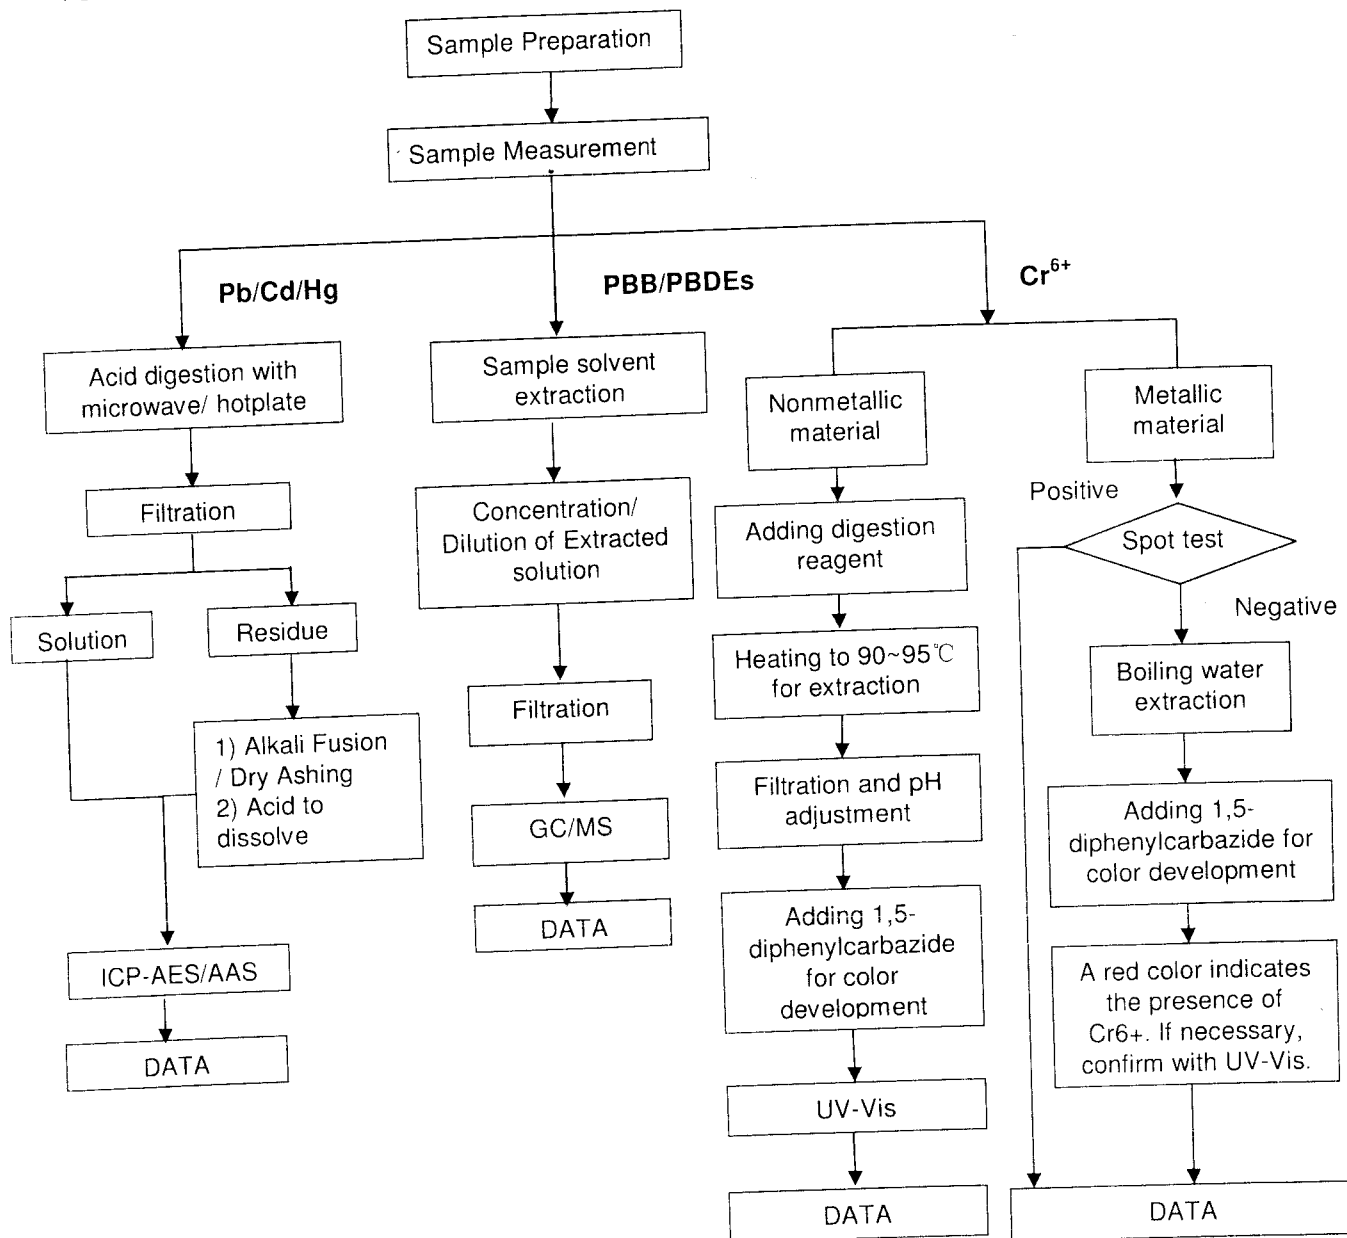 Sample Preparation
Sample Measurement
Pb/Cd/Hg
PBB/PBDEs
Cr6+
Acid digestion with
microwave/ hotplate
Filtration
Solution
Residue
1) Alkali Fusion
/ Dry Ashing
2) Acid to
dissolve
ICP-AES/AAS
DATA
Sample solvent
extraction
Concentration/
Dilution of Extracted
solution
Filtration
GC/MS
DATA
Nonmetallic
material
Adding digestion
reagent
Heating to 90~95℃
for extraction
Filtration and pH
adjustment
Adding 1,5-
diphenylcarbazide
for color
development
UV-Vis
DATA
Metallic
material
Positive
Spot test
Negative
Boiling water
extraction
Adding 1,5-
diphenylcarbazide for
color development
A red color indicates
the presence of
Cr6+. If necessary,
confirm with UV-Vis.
DATA